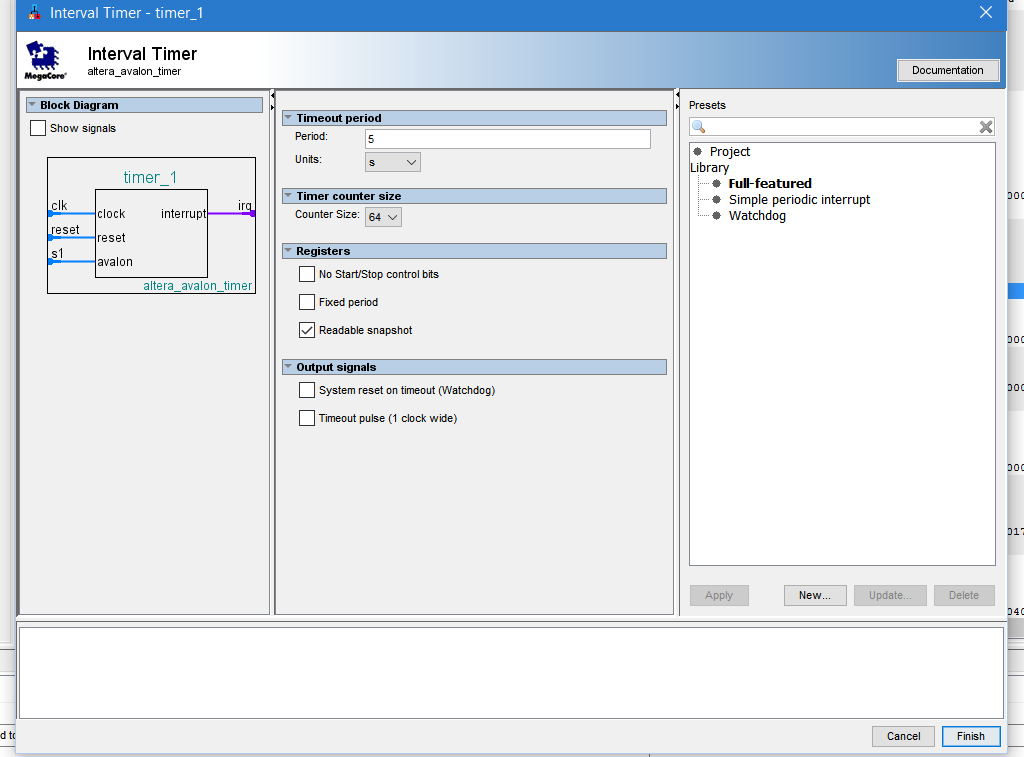 Interval Timer - timer_1
Interval Timer
altera_avalon_timer
MegaCore®
Documentation
Block Diagram
Show signals
timer_1
clk
clock
interrupt
irq
reset
reset
s1
avalon
altera_avalon_timer
Timeout period
Period:
5
Units:
s
Timer counter size
Counter Size:
64
Registers
No Start/Stop control bits
Fixed period
Readable snapshot
Output signals
System reset on timeout (Watchdog)
Timeout pulse (1 clock wide)
Presets
Project
Library
Full-featured
Simple periodic interrupt
Watchdog
Apply
New...
Update...
Delete
Cancel
Finish